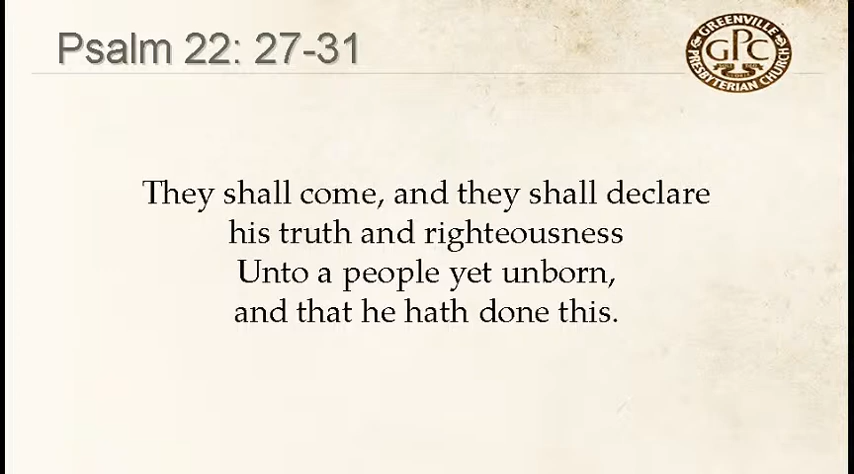 Psalm 22: 27-31
GREENVILLE
GPC
PRESBYTERIAN CHURCH
They shall come, and they shall declare
his truth and righteousness
Unto a people yet unborn,
and that he hath done this.